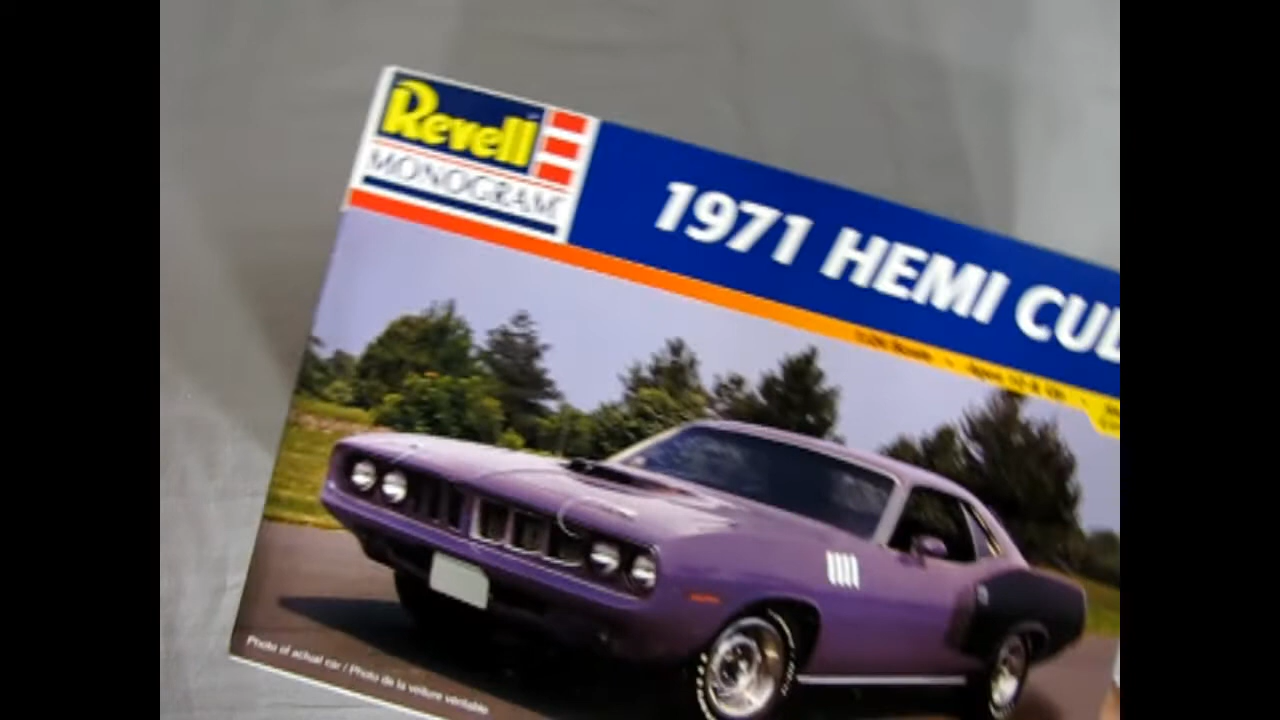 Revell
MONOGRAM
1971 HEMI CU
Photo of actual car / Photo de la voiture véritable